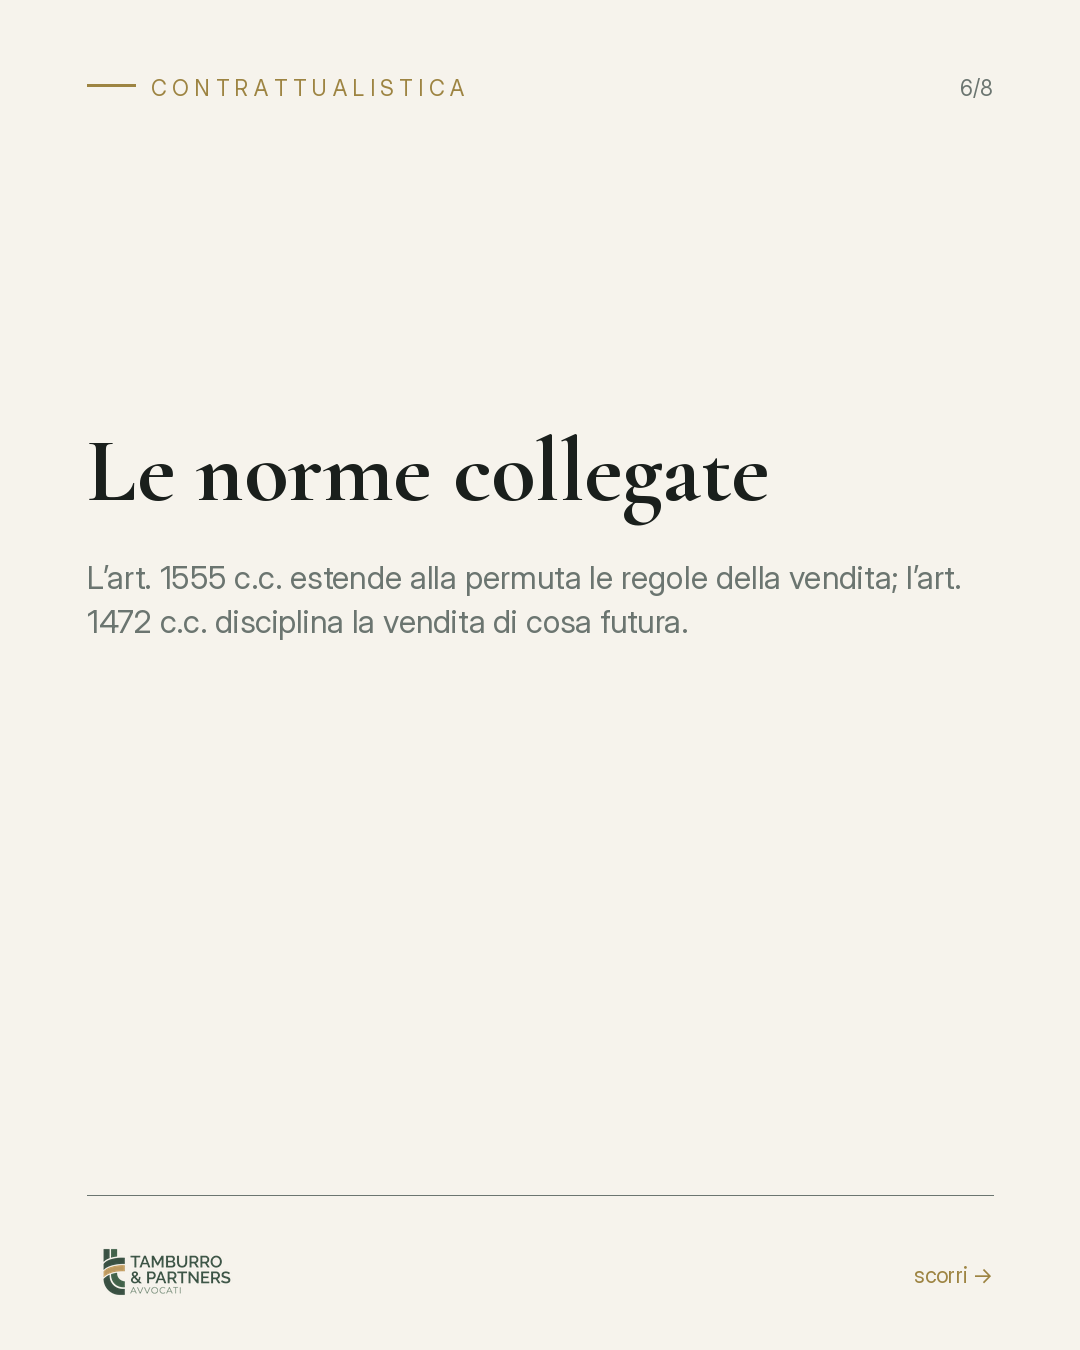 CONTRATTUALISTICA
6/8
Le norme collegate
L’art. 1555 c.c. estende alla permuta le regole della vendita; l’art.
1472 c.c. disciplina la vendita di cosa futura.
TAMBURRO
& PARTNERS
AVVOCATI
scorri →